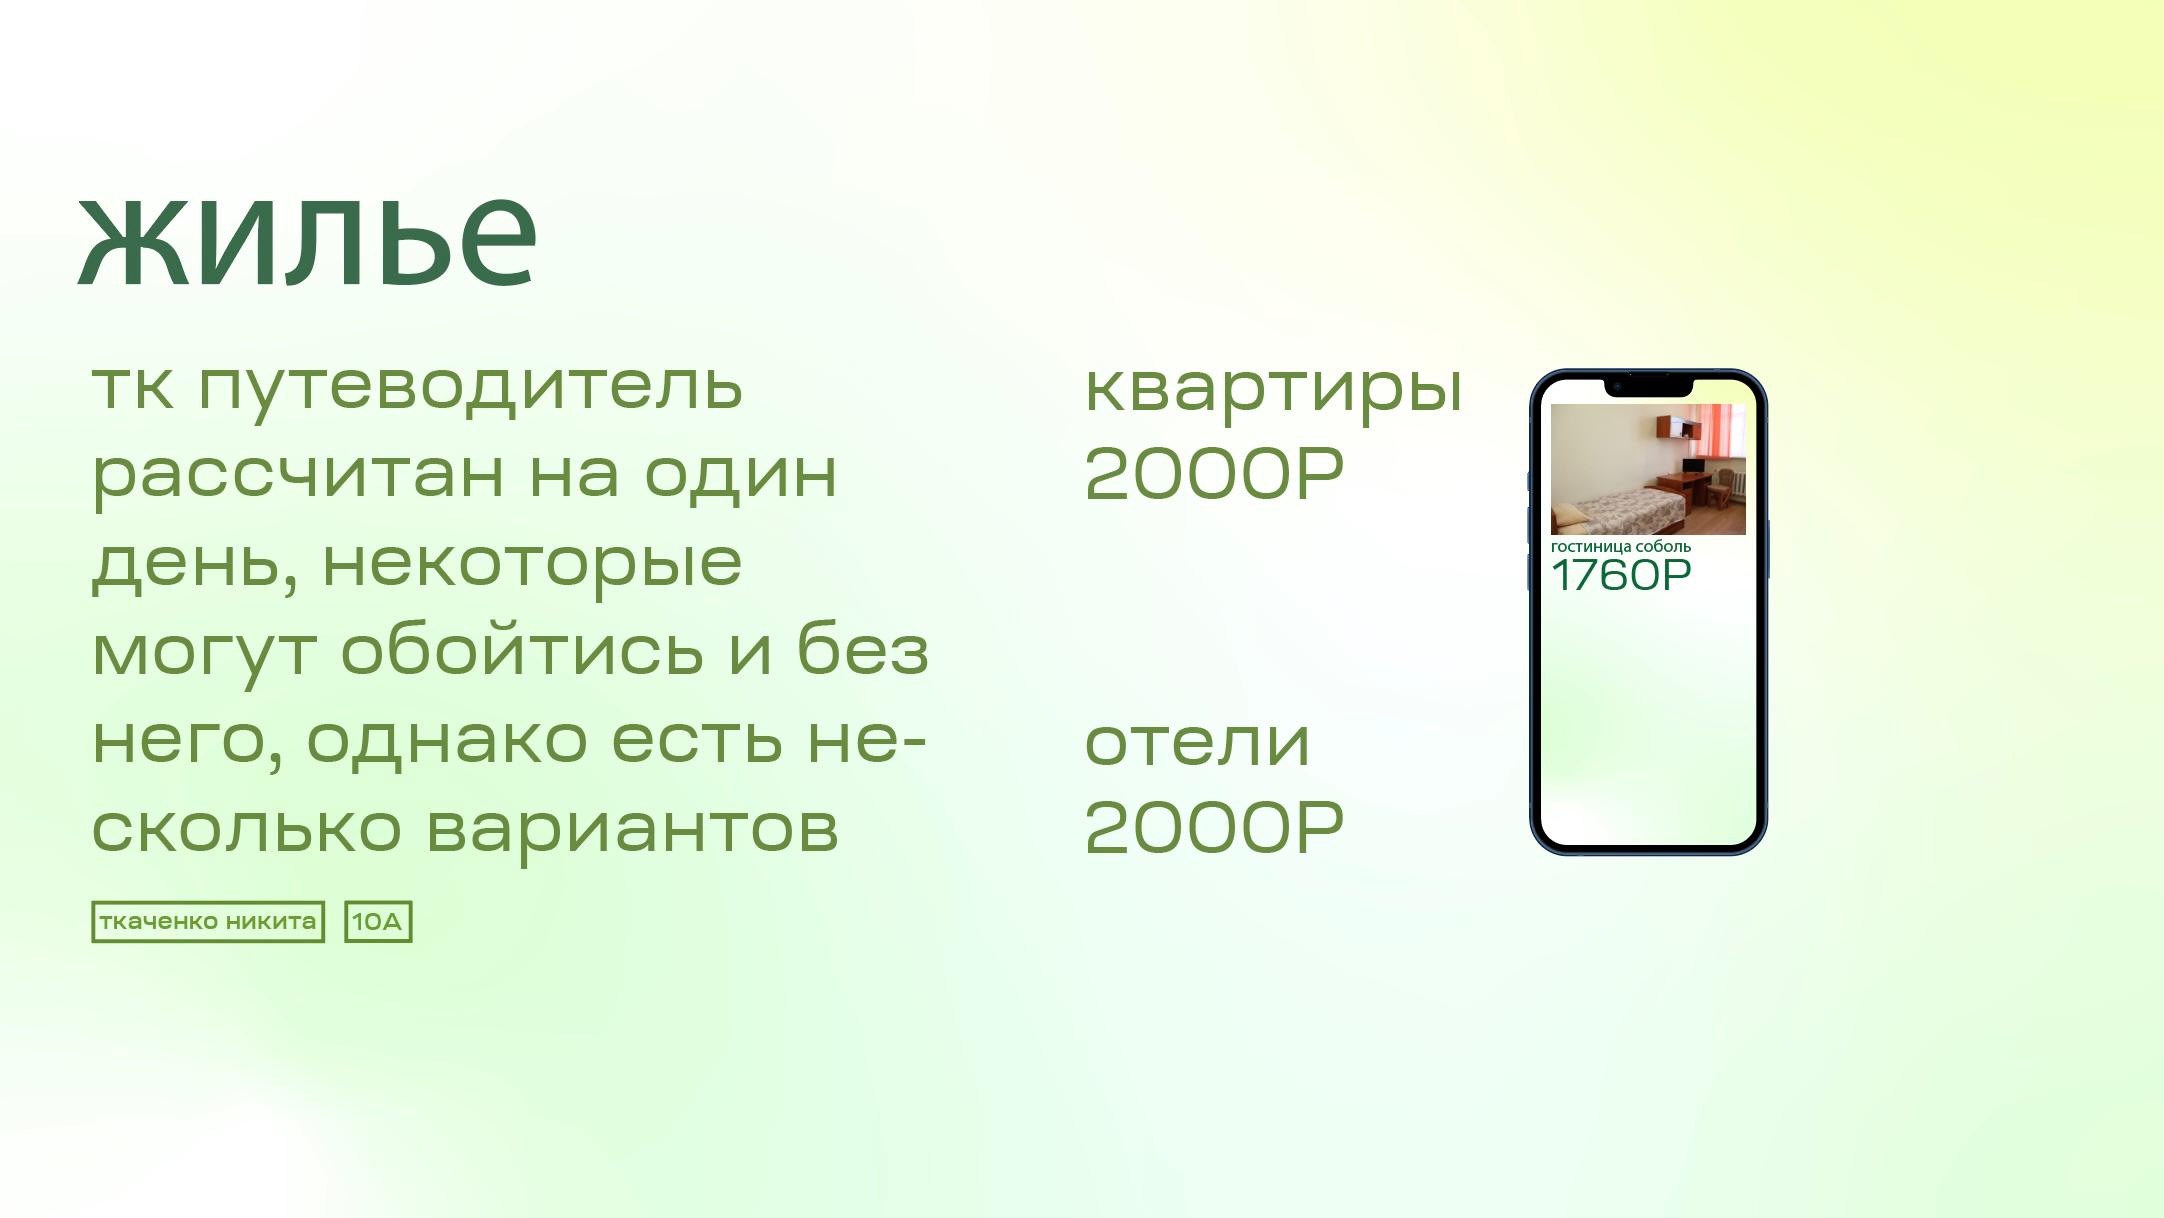 жилье
тк путеводитель
рассчитан на один
день, некоторые
могут обойтись и без
него, однако есть не-
сколько вариантов
ткаченко никита
10А
квартиры
2000Р
отели
2000Р
гостиница соболь
1760Р